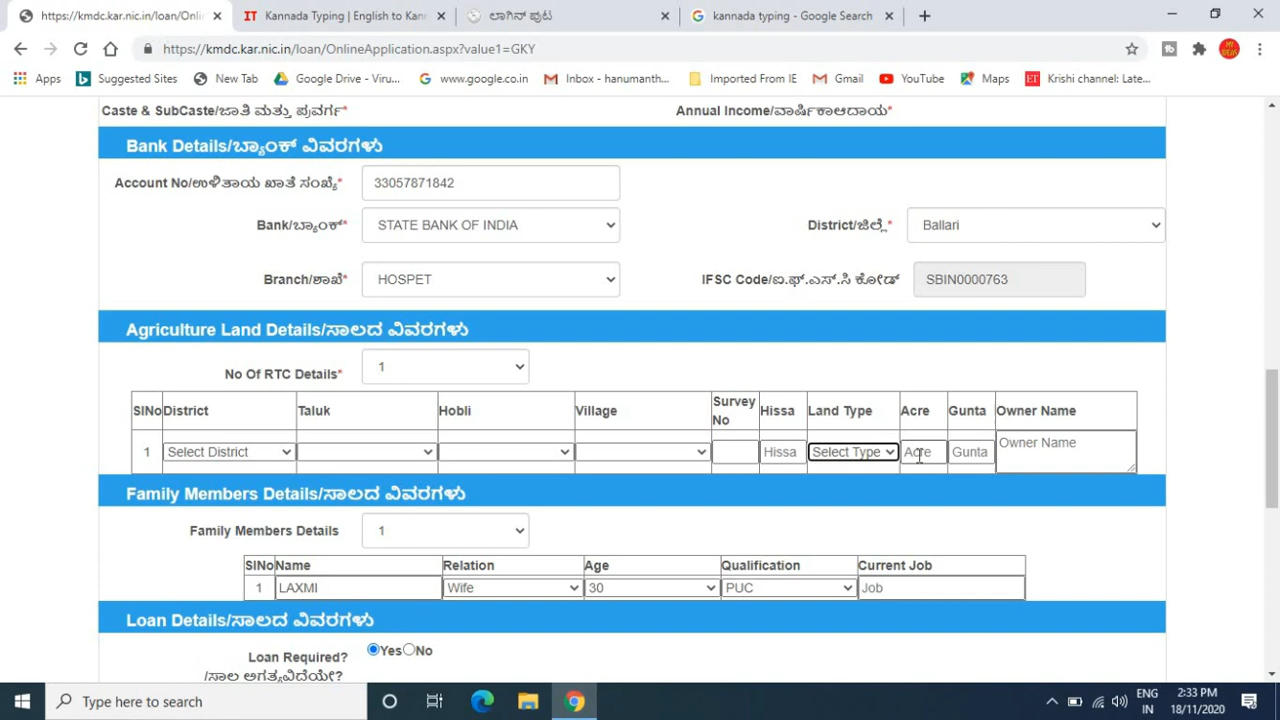 https://kmdc.kar.nic.in/loan/Onli
Kannada Typing | English to Kan
ಲಾಗಿನ್ ಪುಟ
kannada typing - Google Search
https://kmdc.kar.nic.in/loan/OnlineApplication.aspx?value1=GKY
Apps
Suggested Sites
New Tab
Google Drive - Viru...
www.google.co.in
Inbox - hanumanth...
Imported From IE
Gmail
YouTube
Maps
Krishi channel: Late...
Caste & SubCaste/ಜಾತಿ ಮತ್ತು ಪ್ರವರ್ಗ*
Annual Income/ವಾರ್ಷಿಕಆದಾಯ*
Bank Details/ಬ್ಯಾಂಕ್ ವಿವರಗಳು
Account No/ಉಳಿತಾಯ ಖಾತೆ ಸಂಖ್ಯೆ* 33057871842
Bank/ಬ್ಯಾಂಕ್* STATE BANK OF INDIA District/ಜಿಲ್ಲೆ* Ballari
Branch/ಶಾಖೆ* HOSPET IFSC Code/ಐ.ಫ್.ಎಸ್.ಸಿ ಕೋಡ್ SBIN0000763
Agriculture Land Details/ಸಾಲದ ವಿವರಗಳು
No Of RTC Details* 1
SlNo District Taluk Hobli Village Survey No Hissa Land Type Acre Gunta Owner Name
1 Select District Hissa Select Type Acre Gunta Owner Name
Family Members Details/ಸಾಲದ ವಿವರಗಳು
Family Members Details 1
SlNo Name Relation Age Qualification Current Job
1 LAXMI Wife 30 PUC Job
Loan Details/ಸಾಲದ ವಿವರಗಳು
Loan Required? Yes No
/ಸಾಲ ಅಗತ್ಯವಿದೆಯೇ?
Type here to search
ENG
IN
2:33 PM
18/11/2020